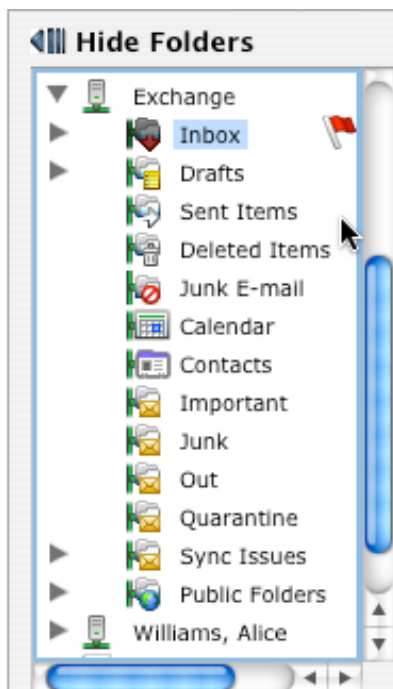 Hide Folders
Exchange
Inbox
Drafts
Sent Items
Deleted Items
Junk E-mail
Calendar
Contacts
Important
Junk
Out
Quarantine
Sync Issues
Public Folders
Williams, Alice